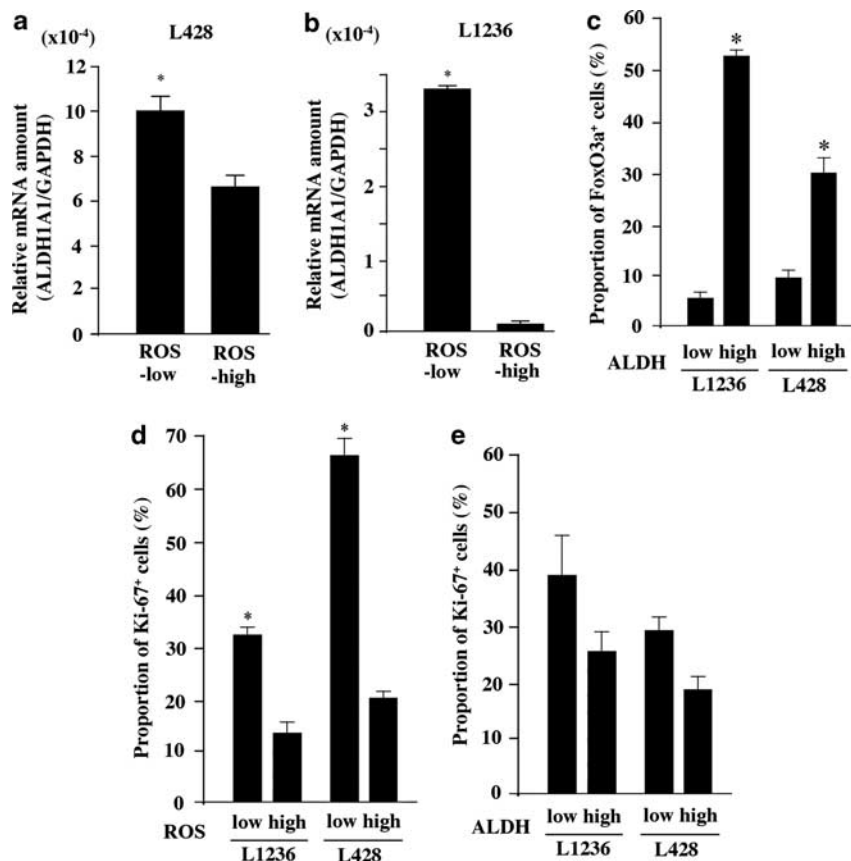 a (x10-4) L428
Relative mRNA amount
(ALDH1A1/GAPDH)
12
10
8
6
4
2
0
*
ROS
-low
ROS
-high
b (x10-4) L1236
Relative mRNA amount
(ALDH1A1/GAPDH)
3
2
1
0
*
ROS
-low
ROS
-high
c
Proportion of FoxO3a+ cells (%)
60
50
40
30
20
10
0
*
*
ALDH low high low high
L1236 L428
d
Proportion of Ki-67+ cells (%)
70
60
50
40
30
20
10
0
*
*
ROS low high low high
L1236 L428
e
Proportion of Ki-67+ cells (%)
60
50
40
30
20
10
0
ALDH low high low high
L1236 L428